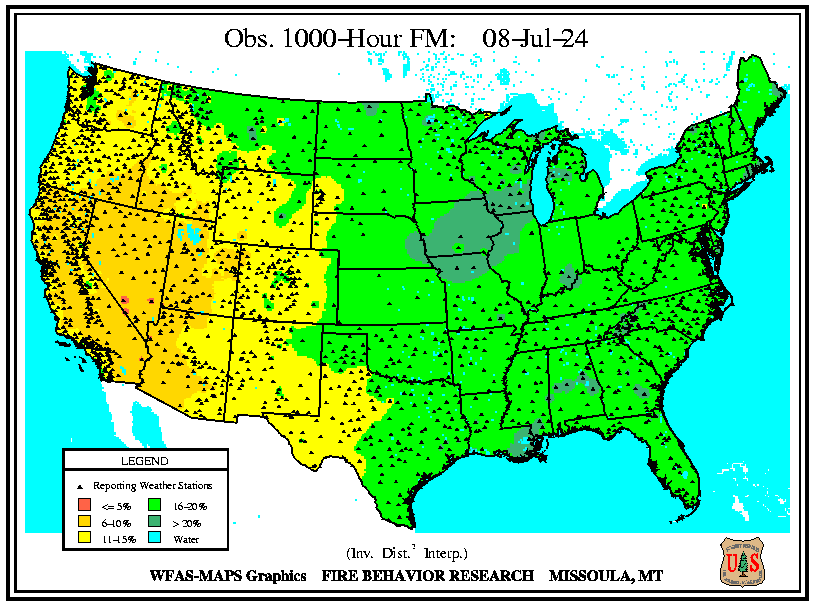 Obs. 1000-Hour FM: 08-Jul-24
LEGEND
Reporting Weather Stations
<= 5% 16-20%
6-10% > 20%
11-15% Water
(Inv. Dist.² Interp.)
WFAS-MAPS Graphics FIRE BEHAVIOR RESEARCH MISSOULA, MT
U S